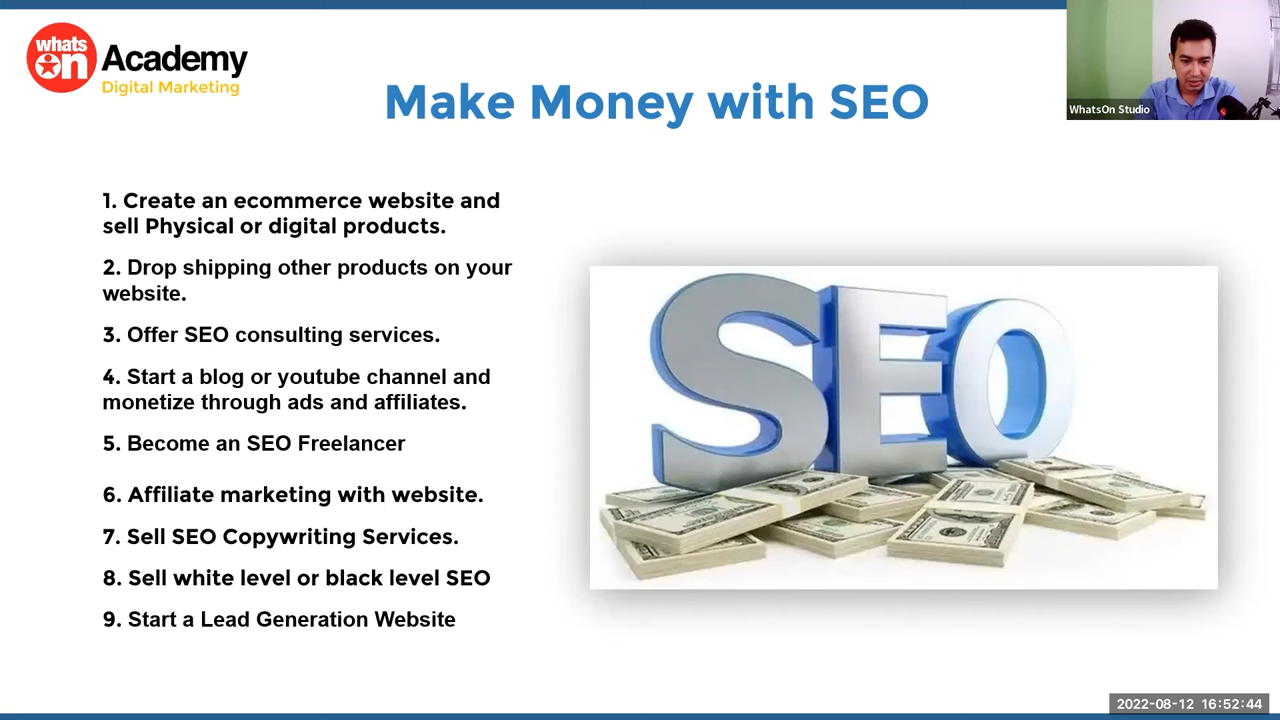 whats
on
Academy
Digital Marketing
Make Money with SEO
WhatsOn Studio
1. Create an ecommerce website and
sell Physical or digital products.
2. Drop shipping other products on your
website.
3. Offer SEO consulting services.
4. Start a blog or youtube channel and
monetize through ads and affiliates.
5. Become an SEO Freelancer
6. Affiliate marketing with website.
7. Sell SEO Copywriting Services.
8. Sell white level or black level SEO
9. Start a Lead Generation Website
SEO
2022-08-12 16:52:44